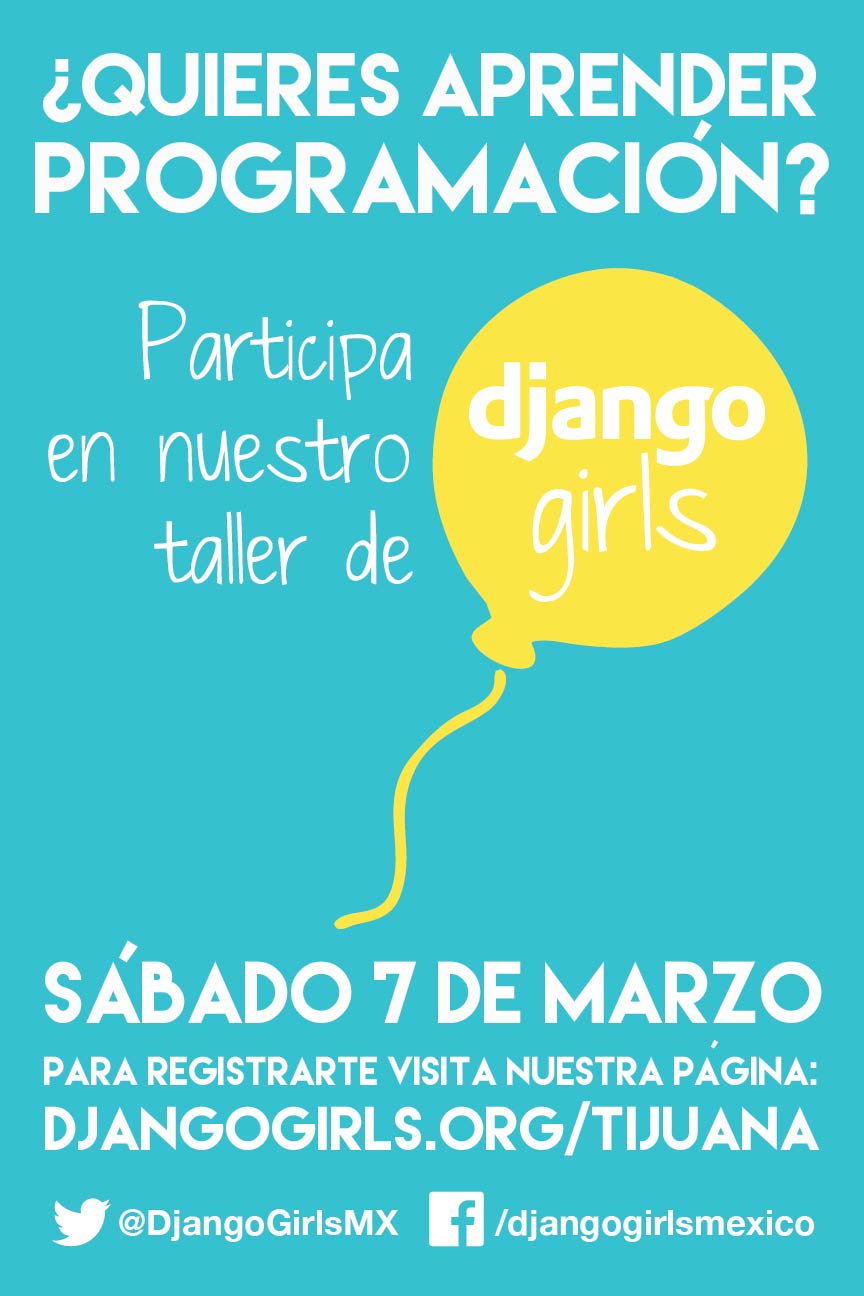 ¿QUIERES APRENDER
PROGRAMACIÓN?
Participa
en nuestro
taller de
django
girls
SÁBADO 7 DE MARZO
PARA REGISTRARTE VISITA NUESTRA PÁGINA:
DJANGOGIRLS.ORG/TIJUANA
@DjangoGirlsMX /djangogirlsmexico